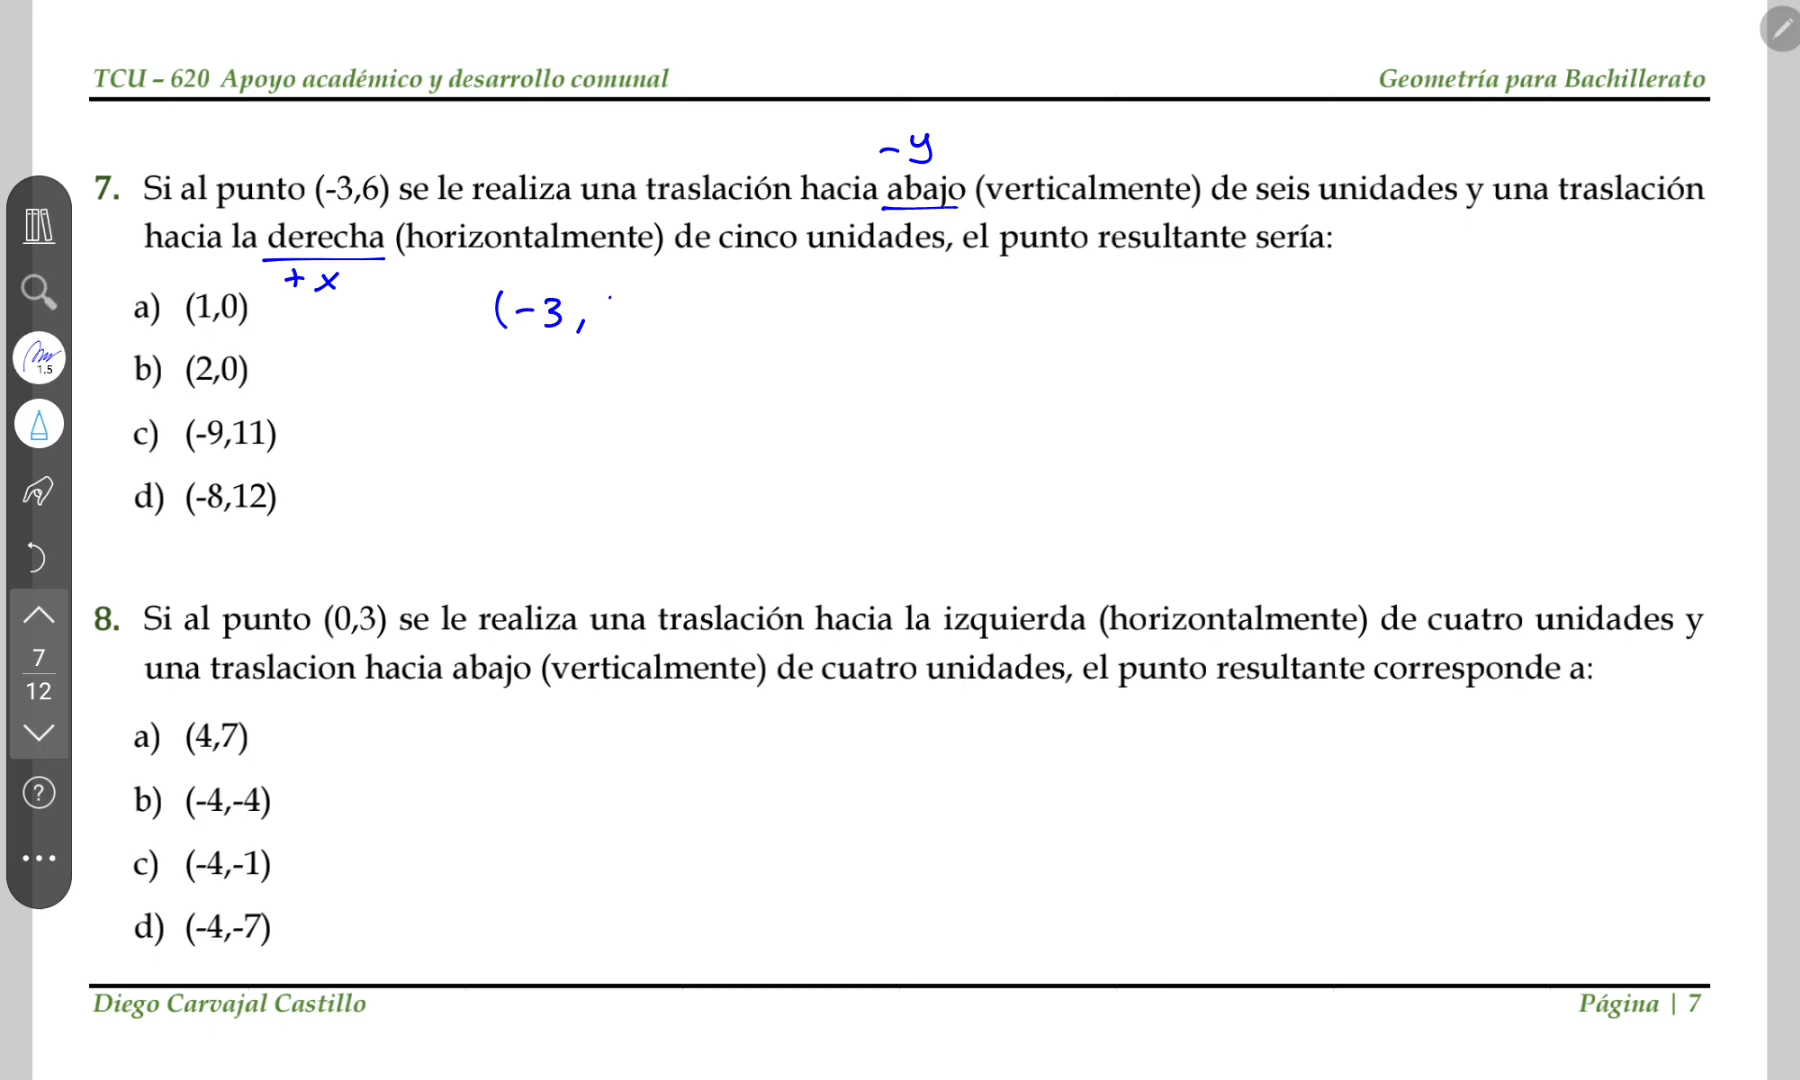 TCU – 620 Apoyo académico y desarrollo comunal Geometría para Bachillerato
-y
7. Si al punto (-3,6) se le realiza una traslación hacia abajo (verticalmente) de seis unidades y una traslación
hacia la derecha (horizontalmente) de cinco unidades, el punto resultante sería:
+ x
a) (1,0)
(-3,
b) (2,0)
c) (-9,11)
d) (-8,12)
8. Si al punto (0,3) se le realiza una traslación hacia la izquierda (horizontalmente) de cuatro unidades y
una traslacion hacia abajo (verticalmente) de cuatro unidades, el punto resultante corresponde a:
a) (4,7)
b) (-4,-4)
c) (-4,-1)
d) (-4,-7)
Diego Carvajal Castillo Página | 7
1.5
7
12
?